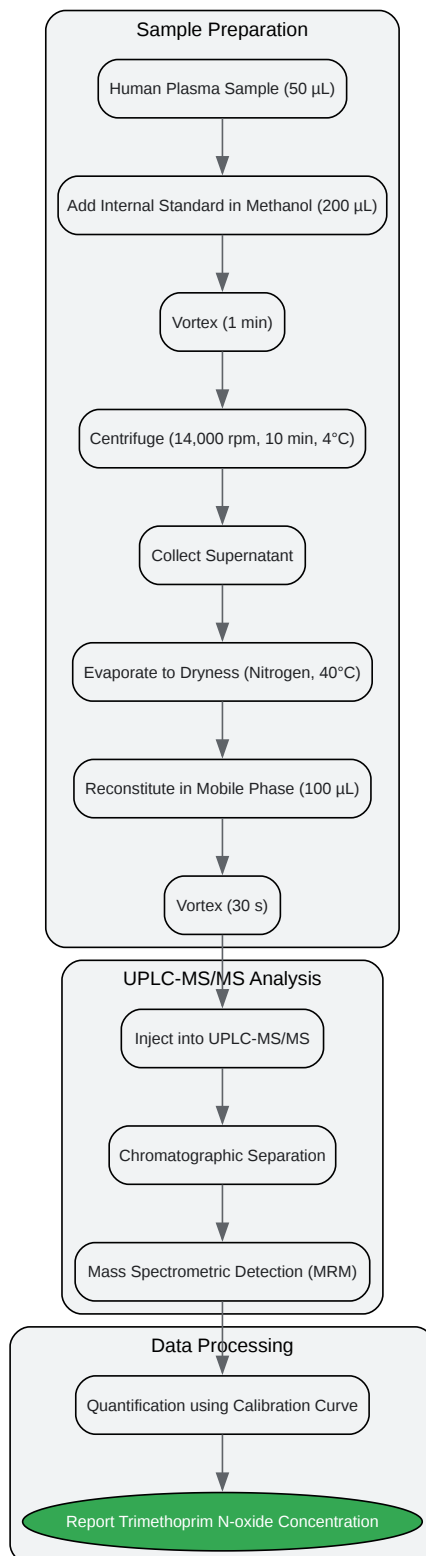 Sample Preparation
Human Plasma Sample (50 µL)
Add Internal Standard in Methanol (200 µL)
Vortex (1 min)
Centrifuge (14,000 rpm, 10 min, 4°C)
Collect Supernatant
Evaporate to Dryness (Nitrogen, 40°C)
Reconstitute in Mobile Phase (100 µL)
Vortex (30 s)
UPLC-MS/MS Analysis
Inject into UPLC-MS/MS
Chromatographic Separation
Mass Spectrometric Detection (MRM)
Data Processing
Quantification using Calibration Curve
Report Trimethoprim N-oxide Concentration